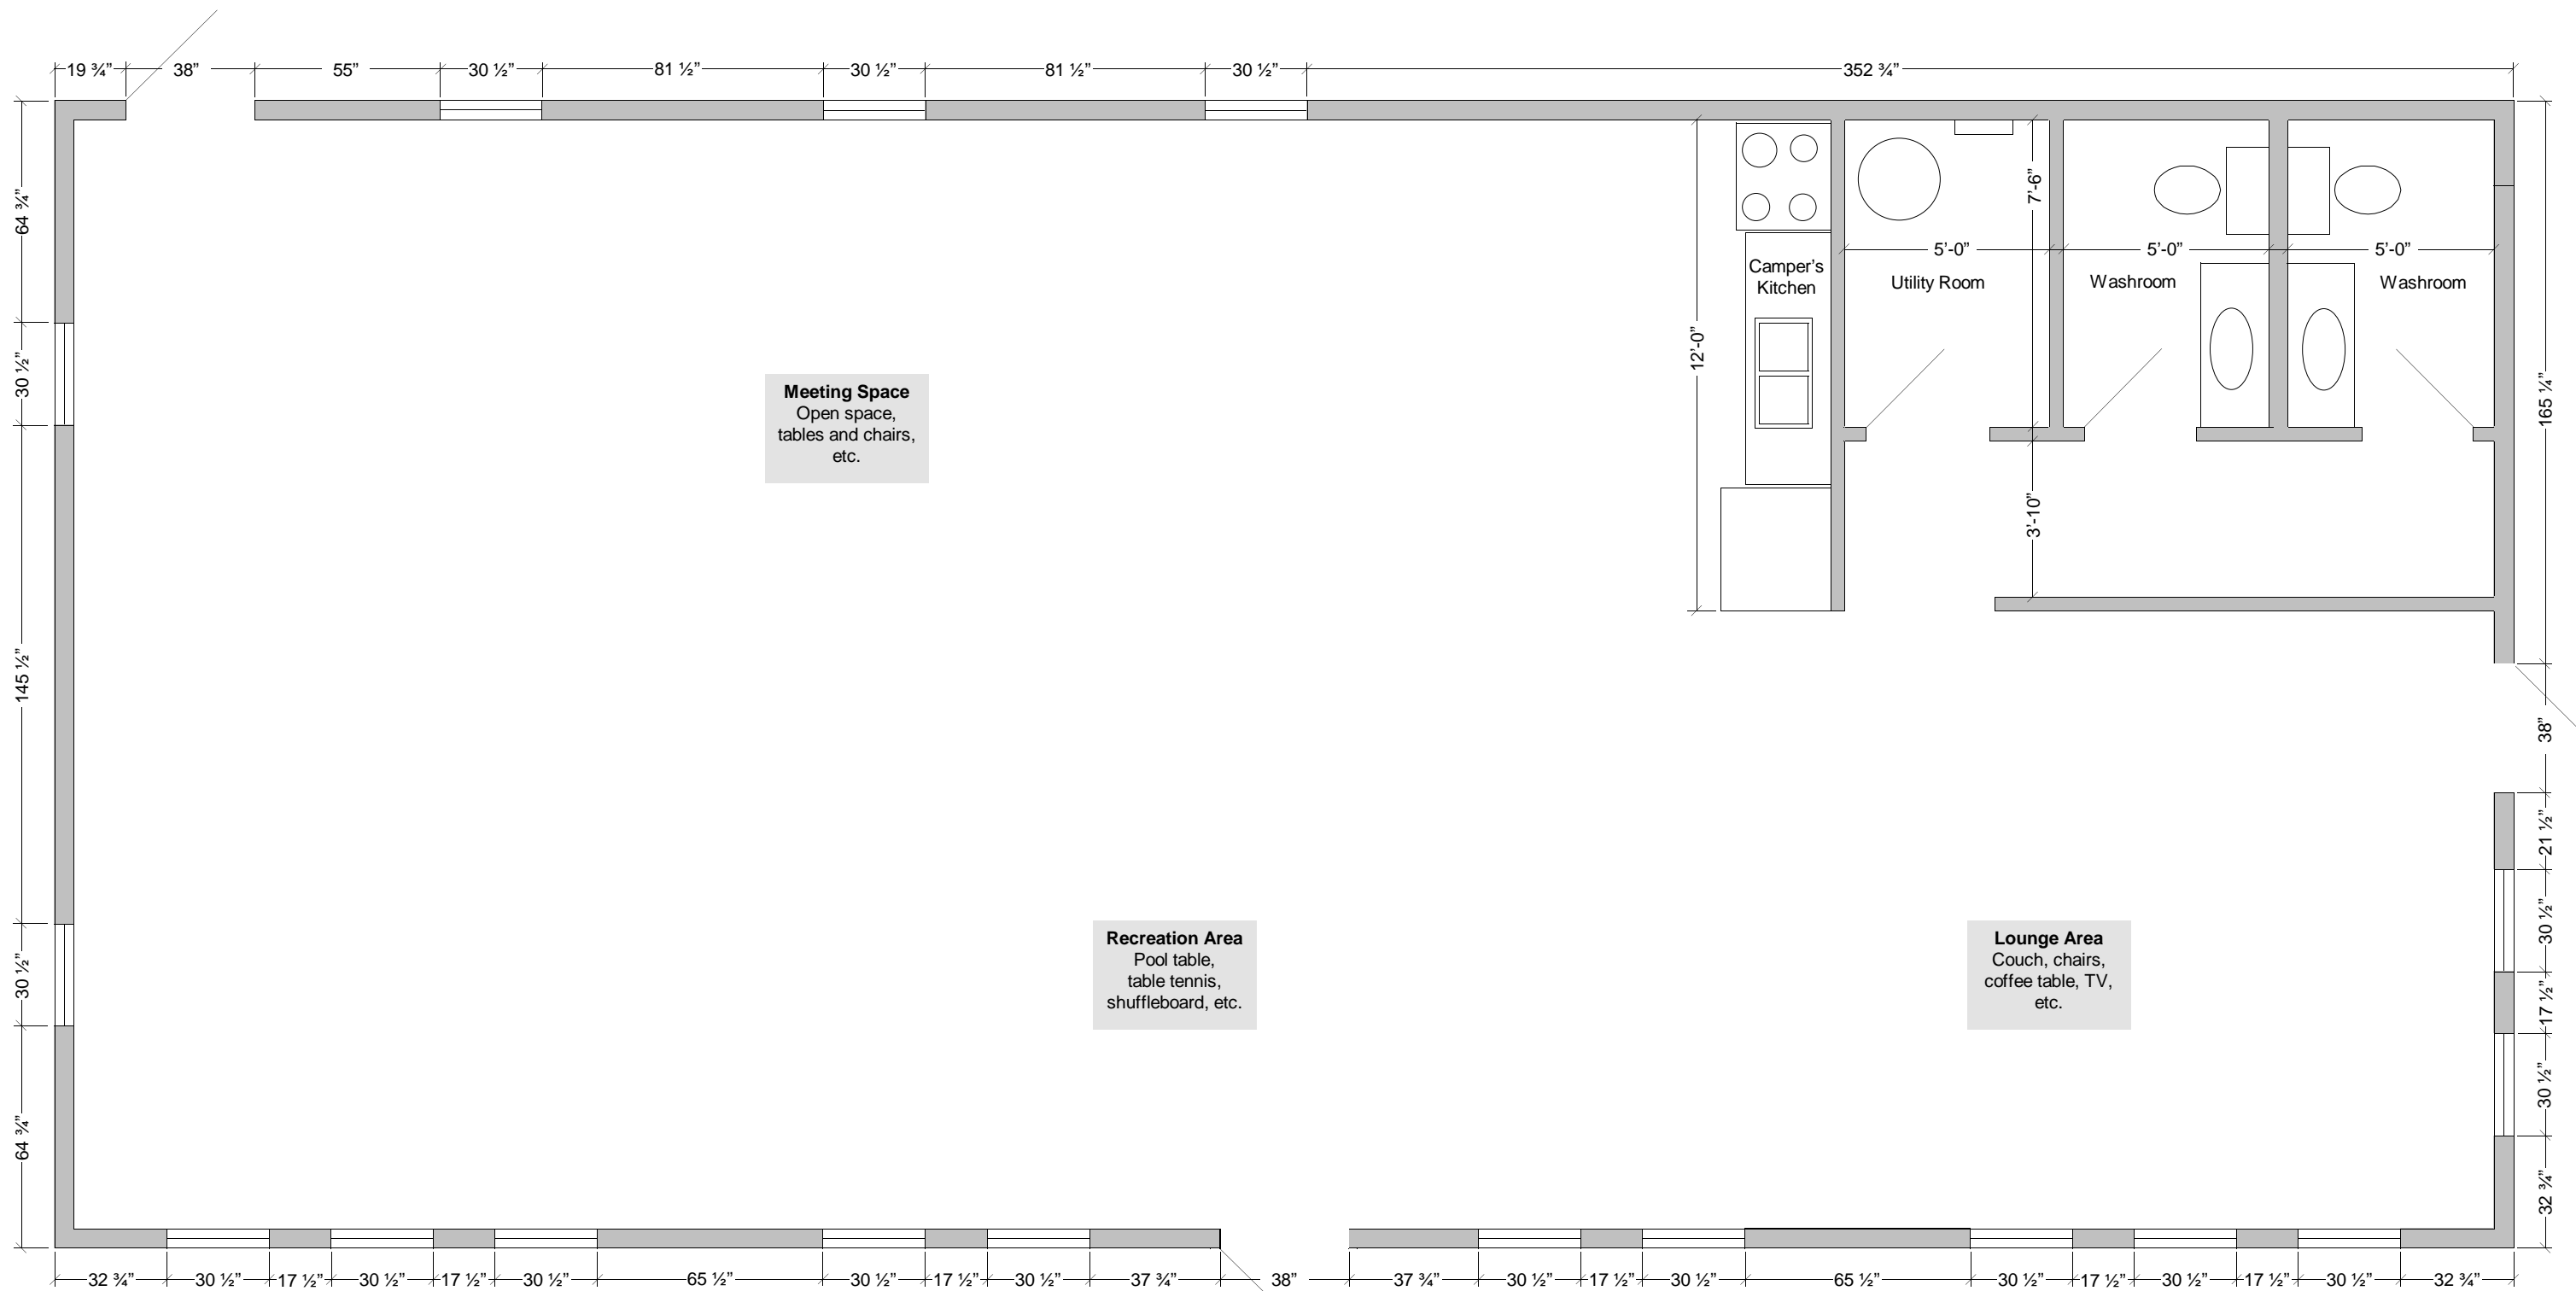 19 ¾” 38” 55” 30 ½” 81 ½” 30 ½” 81 ½” 30 ½” 352 ¾”
64 ¾”
30 ½”
145 ½”
30 ½”
64 ¾”
12’-0”
Camper’s
Kitchen
7’-6”
5’-0” 5’-0” 5’-0”
Utility Room Washroom Washroom
3’-10”
Meeting Space
Open space,
tables and chairs,
etc.
Recreation Area
Pool table,
table tennis,
shuffleboard, etc.
Lounge Area
Couch, chairs,
coffee table, TV,
etc.
165 ¼”
38”
21 ½”
30 ½”
17 ½”
30 ½”
32 ¾”
32 ¾” 30 ½” 17 ½” 30 ½” 17 ½” 30 ½” 65 ½” 30 ½” 17 ½” 30 ½” 37 ¾” 38” 37 ¾” 30 ½” 17 ½” 30 ½” 65 ½” 30 ½” 17 ½” 30 ½” 17 ½” 30 ½” 32 ¾”